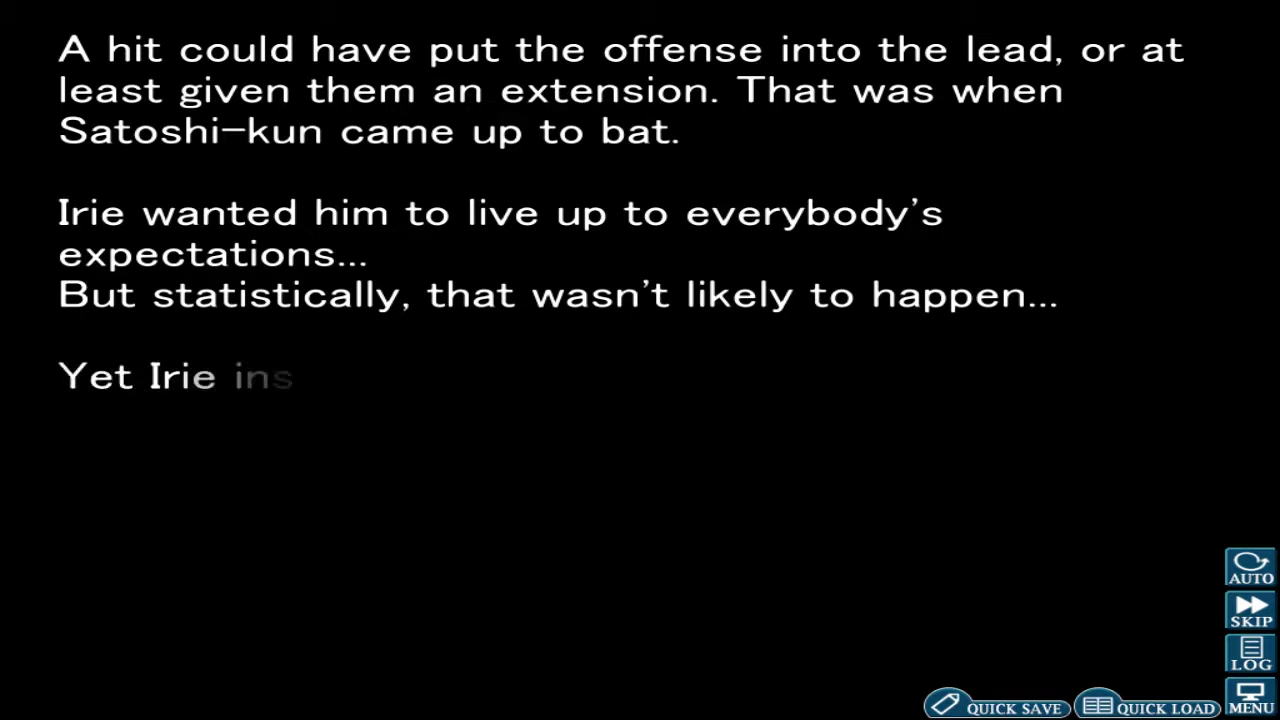 A hit could have put the offense into the lead, or at
least given them an extension. That was when
Satoshi-kun came up to bat.
Irie wanted him to live up to everybody's
expectations...
But statistically, that wasn't likely to happen...
Yet Irie ins
AUTO
SKIP
LOG
MENU
QUICK SAVE
QUICK LOAD